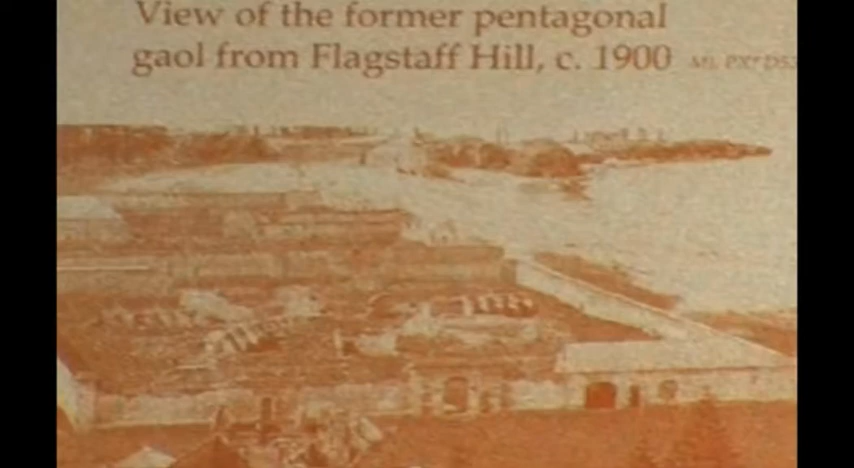 View of the former pentagonal
gaol from Flagstaff Hill, c. 1900